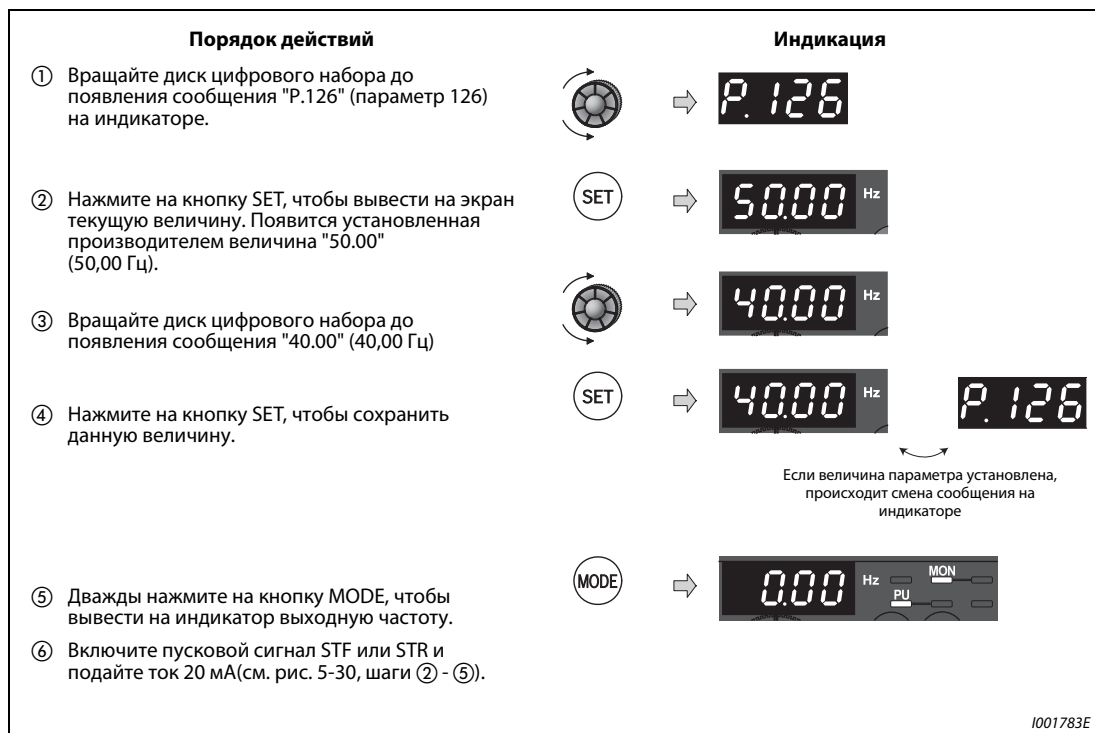 Порядок действий
Индикация
① Вращайте диск цифрового набора до
появления сообщения "P.126" (параметр 126)
на индикаторе.
P. 126
② Нажмите на кнопку SET, чтобы вывести на экран
текущую величину. Появится установленная
производителем величина "50.00"
(50,00 Гц).
SET
50.00 Hz
③ Вращайте диск цифрового набора до
появления сообщения "40.00" (40,00 Гц)
40.00 Hz
④ Нажмите на кнопку SET, чтобы сохранить
данную величину.
SET
40.00 Hz
P. 126
Если величина параметра установлена,
происходит смена сообщения на
индикаторе
⑤ Дважды нажмите на кнопку MODE, чтобы
вывести на индикатор выходную частоту.
MODE
0.00 Hz
MON
PU
⑥ Включите пусковой сигнал STF или STR и
подайте ток 20 мА(см. рис. 5-30, шаги ② - ⑤).
I001783E